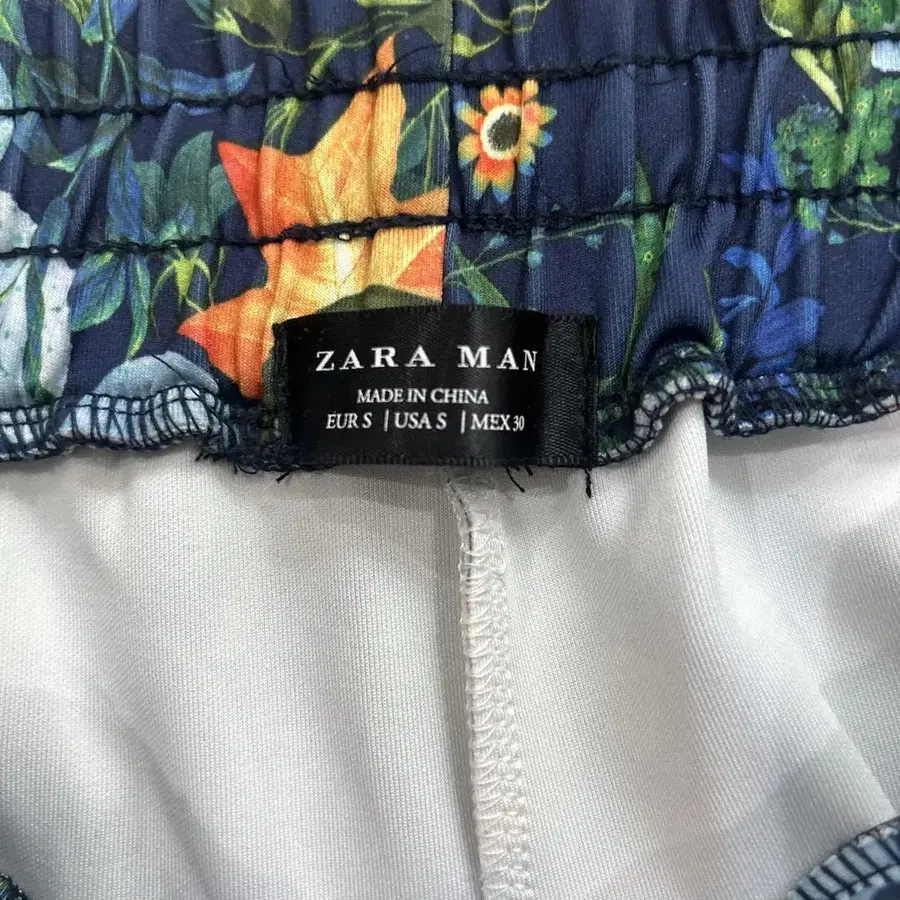 ZARA MAN
MADE IN CHINA
EUR S | USA S | MEX 30